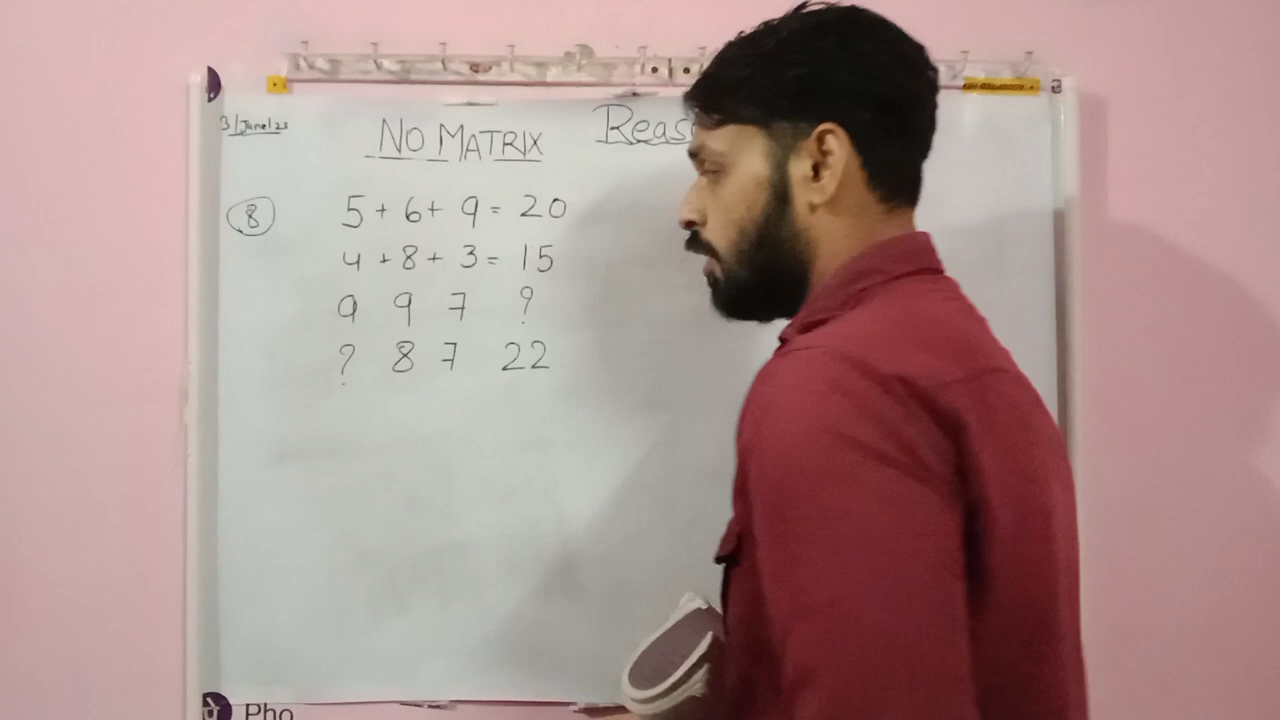 3/June/23
NO MATRIX
Reas
8
5 + 6 + 9 = 20
4 + 8 + 3 = 15
9 9 7 ?
? 8 7 22
Pho